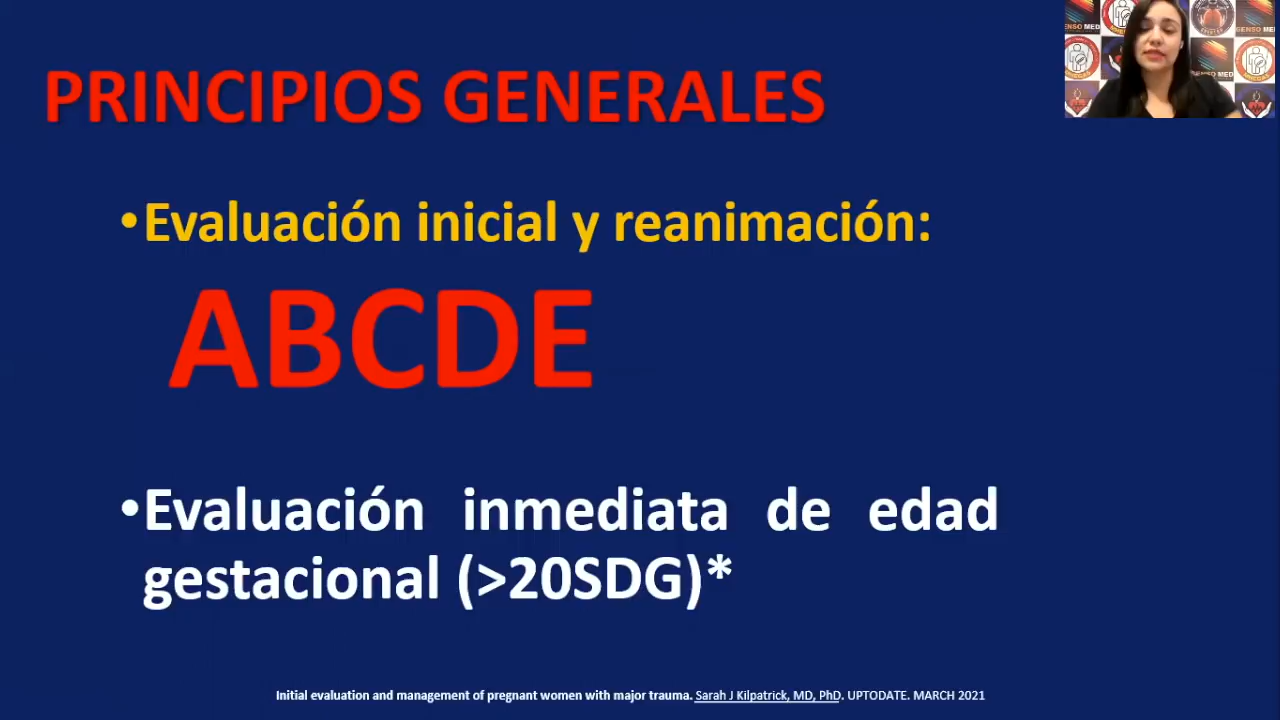 PRINCIPIOS GENERALES
•Evaluación inicial y reanimación:
ABCDE
•Evaluación inmediata de edad
gestacional (>20SDG)*
Initial evaluation and management of pregnant women with major trauma. Sarah J Kilpatrick, MD, PhD. UPTODATE. MARCH 2021